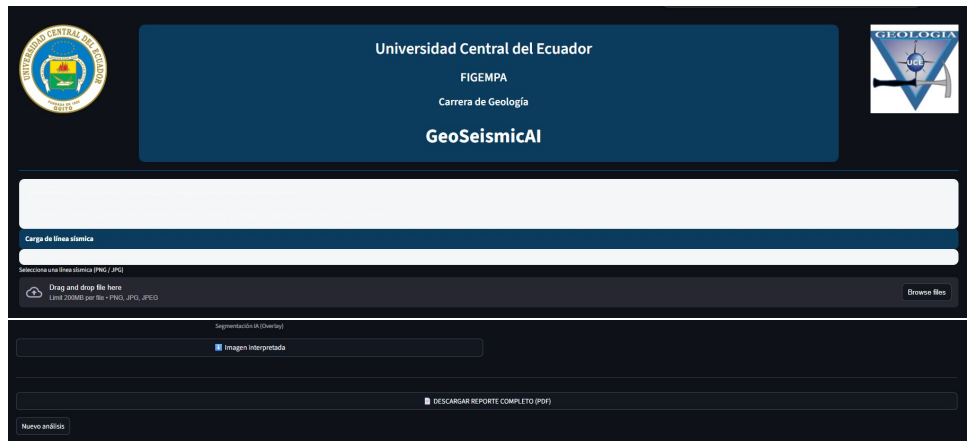 UNIVERSIDAD CENTRAL DEL ECUADOR
QUITO
Universidad Central del Ecuador
FIGEMPA
Carrera de Geología
GeoSeismicAI
GEOLOGIA
UCE
Carga de línea sísmica
Selecciona una línea sísmica (PNG / JPG)
Drag and drop file here
Limit 200MB per file • PNG, JPG, JPEG
Browse files
Segmentación IA (Overlay)
Imagen interpretada
DESCARGAR REPORTE COMPLETO (PDF)
Nuevo análisis